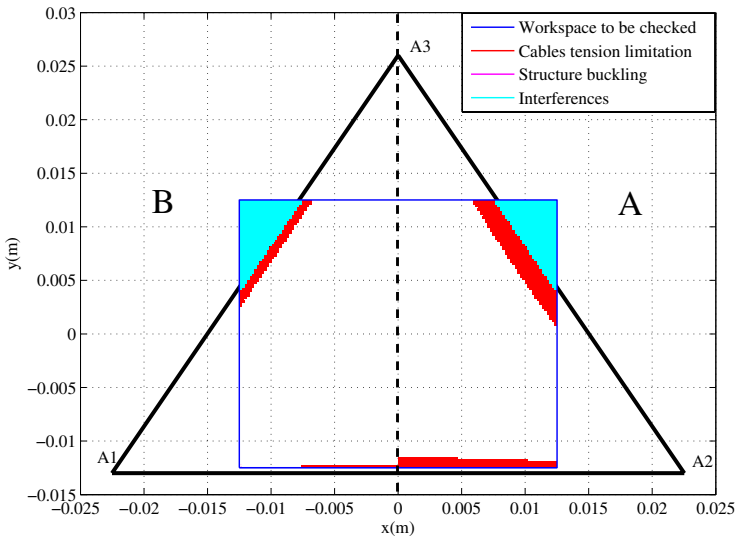 0.03
0.025
0.02
0.015
0.01
0.005
0
−0.005
−0.01
−0.015
y(m)
A3
Workspace to be checked
Cables tension limitation
Structure buckling
Interferences
B
A
A1
A2
−0.025
−0.02
−0.015
−0.01
−0.005
0
0.005
0.01
0.015
0.02
0.025
x(m)